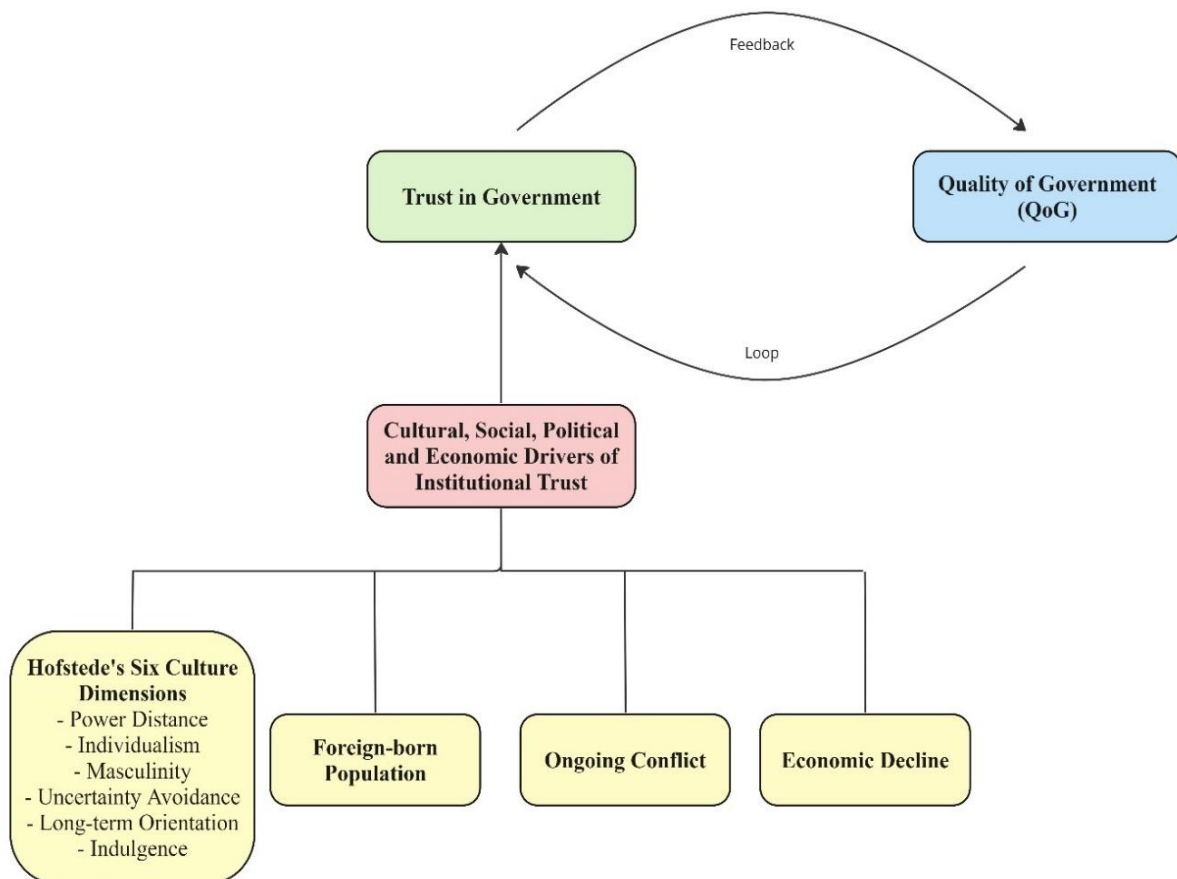 Feedback
Trust in Government
Quality of Government
(QoG)
Loop
Cultural, Social, Political
and Economic Drivers of
Institutional Trust
Hofstede's Six Culture
Dimensions
- Power Distance
- Individualism
- Masculinity
- Uncertainty Avoidance
- Long-term Orientation
- Indulgence
Foreign-born
Population
Ongoing Conflict
Economic Decline